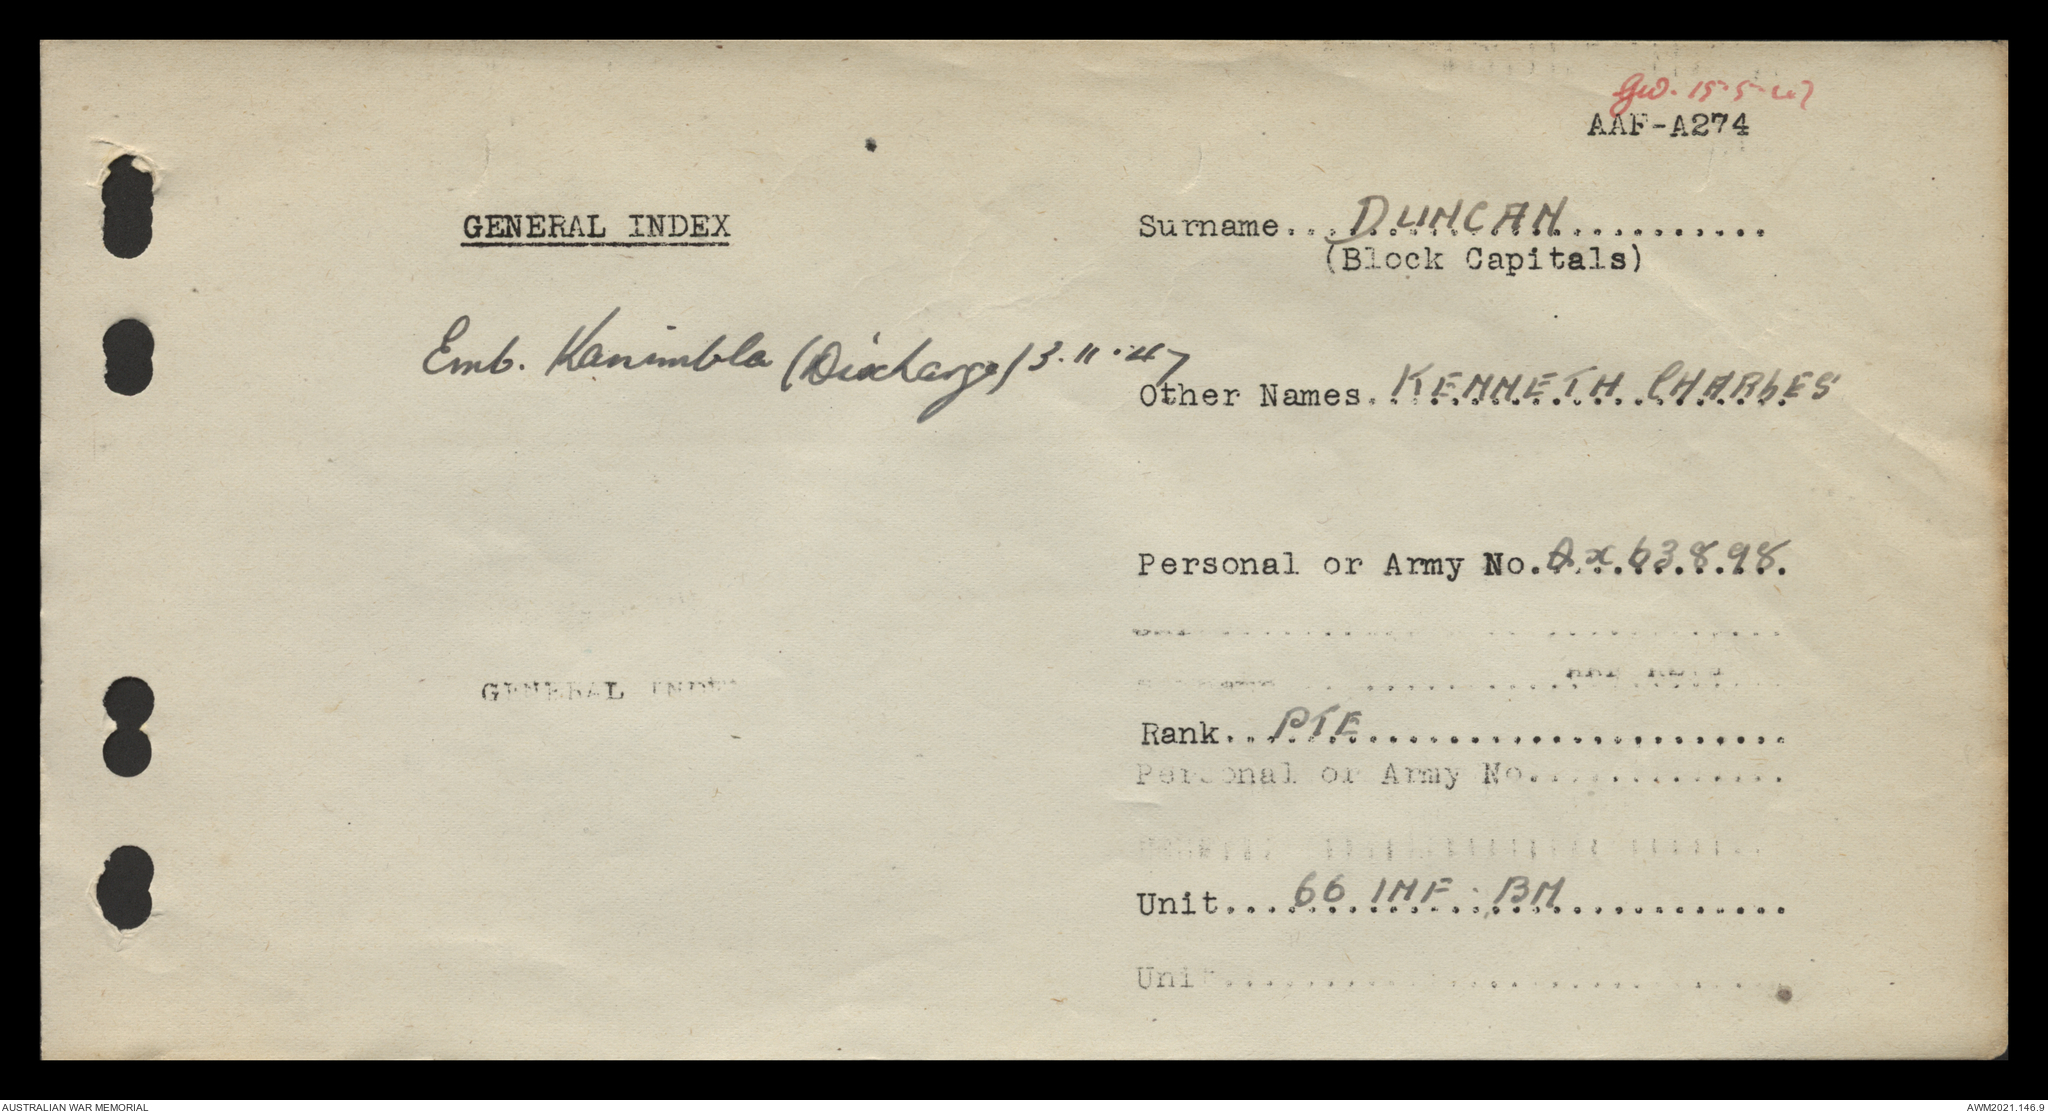 Gw. 15-5-47
AAF-A274
GENERAL INDEX
Surname...DUNCAN...........
(Block Capitals)
Emb. Kanimbla (Discharge) 3.11.47
Other Names.KENNETH CHARLES
Personal or Army No.QX63898.
GENERAL INDEX
Rank...PTE.....................
Personal or Army No.............
Unit....66 INF : BN............
Unit............................
AUSTRALIAN WAR MEMORIAL
AWM2021.146.9